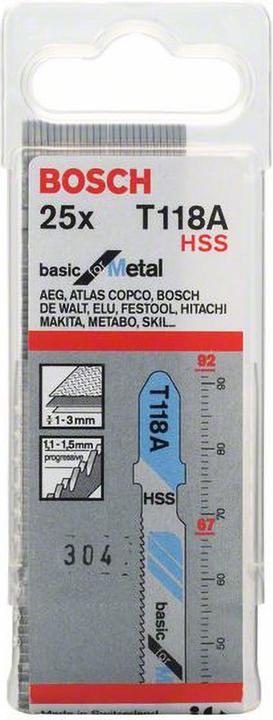 BOSCH
25x T118A
HSS
basic for Metal
AEG, ATLAS COPCO, BOSCH
DE WALT, ELU, FESTOOL, HITACHI
MAKITA, METABO, SKIL...
1-3mm
1,1-1,5mm
progressive
304
T118A
HSS
basic for M
92
90
80
70
67
60
50
Made in Switzerland